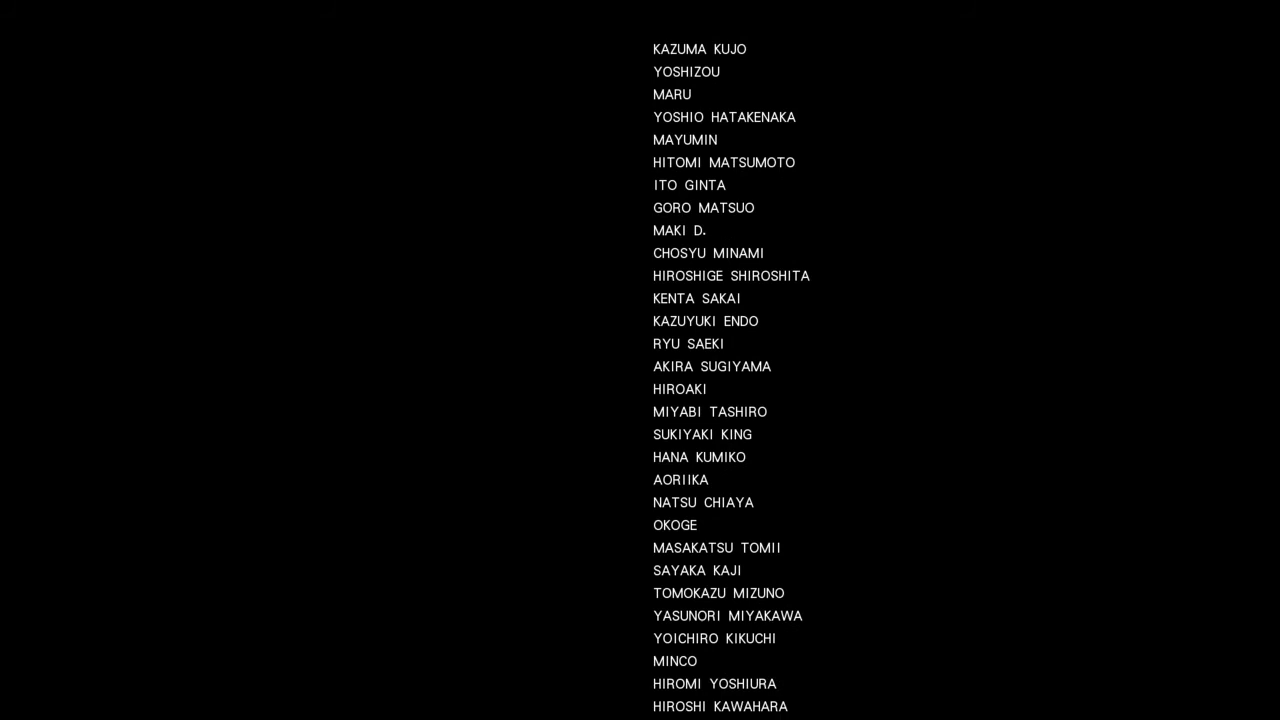 KAZUMA KUJO
YOSHIZOU
MARU
YOSHIO HATAKENAKA
MAYUMIN
HITOMI MATSUMOTO
ITO GINTA
GORO MATSUO
MAKI D.
CHOSYU MINAMI
HIROSHIGE SHIROSHITA
KENTA SAKAI
KAZUYUKI ENDO
RYU SAEKI
AKIRA SUGIYAMA
HIROAKI
MIYABI TASHIRO
SUKIYAKI KING
HANA KUMIKO
AORIIKA
NATSU CHIAYA
OKOGE
MASAKATSU TOMII
SAYAKA KAJI
TOMOKAZU MIZUNO
YASUNORI MIYAKAWA
YOICHIRO KIKUCHI
MINCO
HIROMI YOSHIURA
HIROSHI KAWAHARA